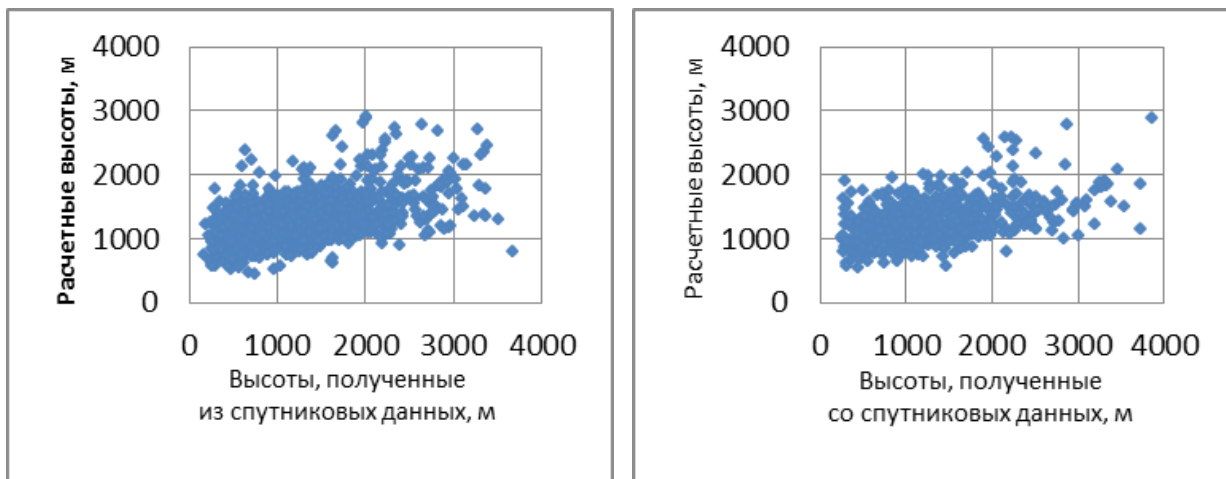 Расчетные высоты, м
4000
3000
2000
1000
0
0 1000 2000 3000 4000
Высоты, полученные
из спутниковых данных, м
Расчетные высоты, м
4000
3000
2000
1000
0
0 1000 2000 3000 4000
Высоты, полученные
со спутниковых данных, м